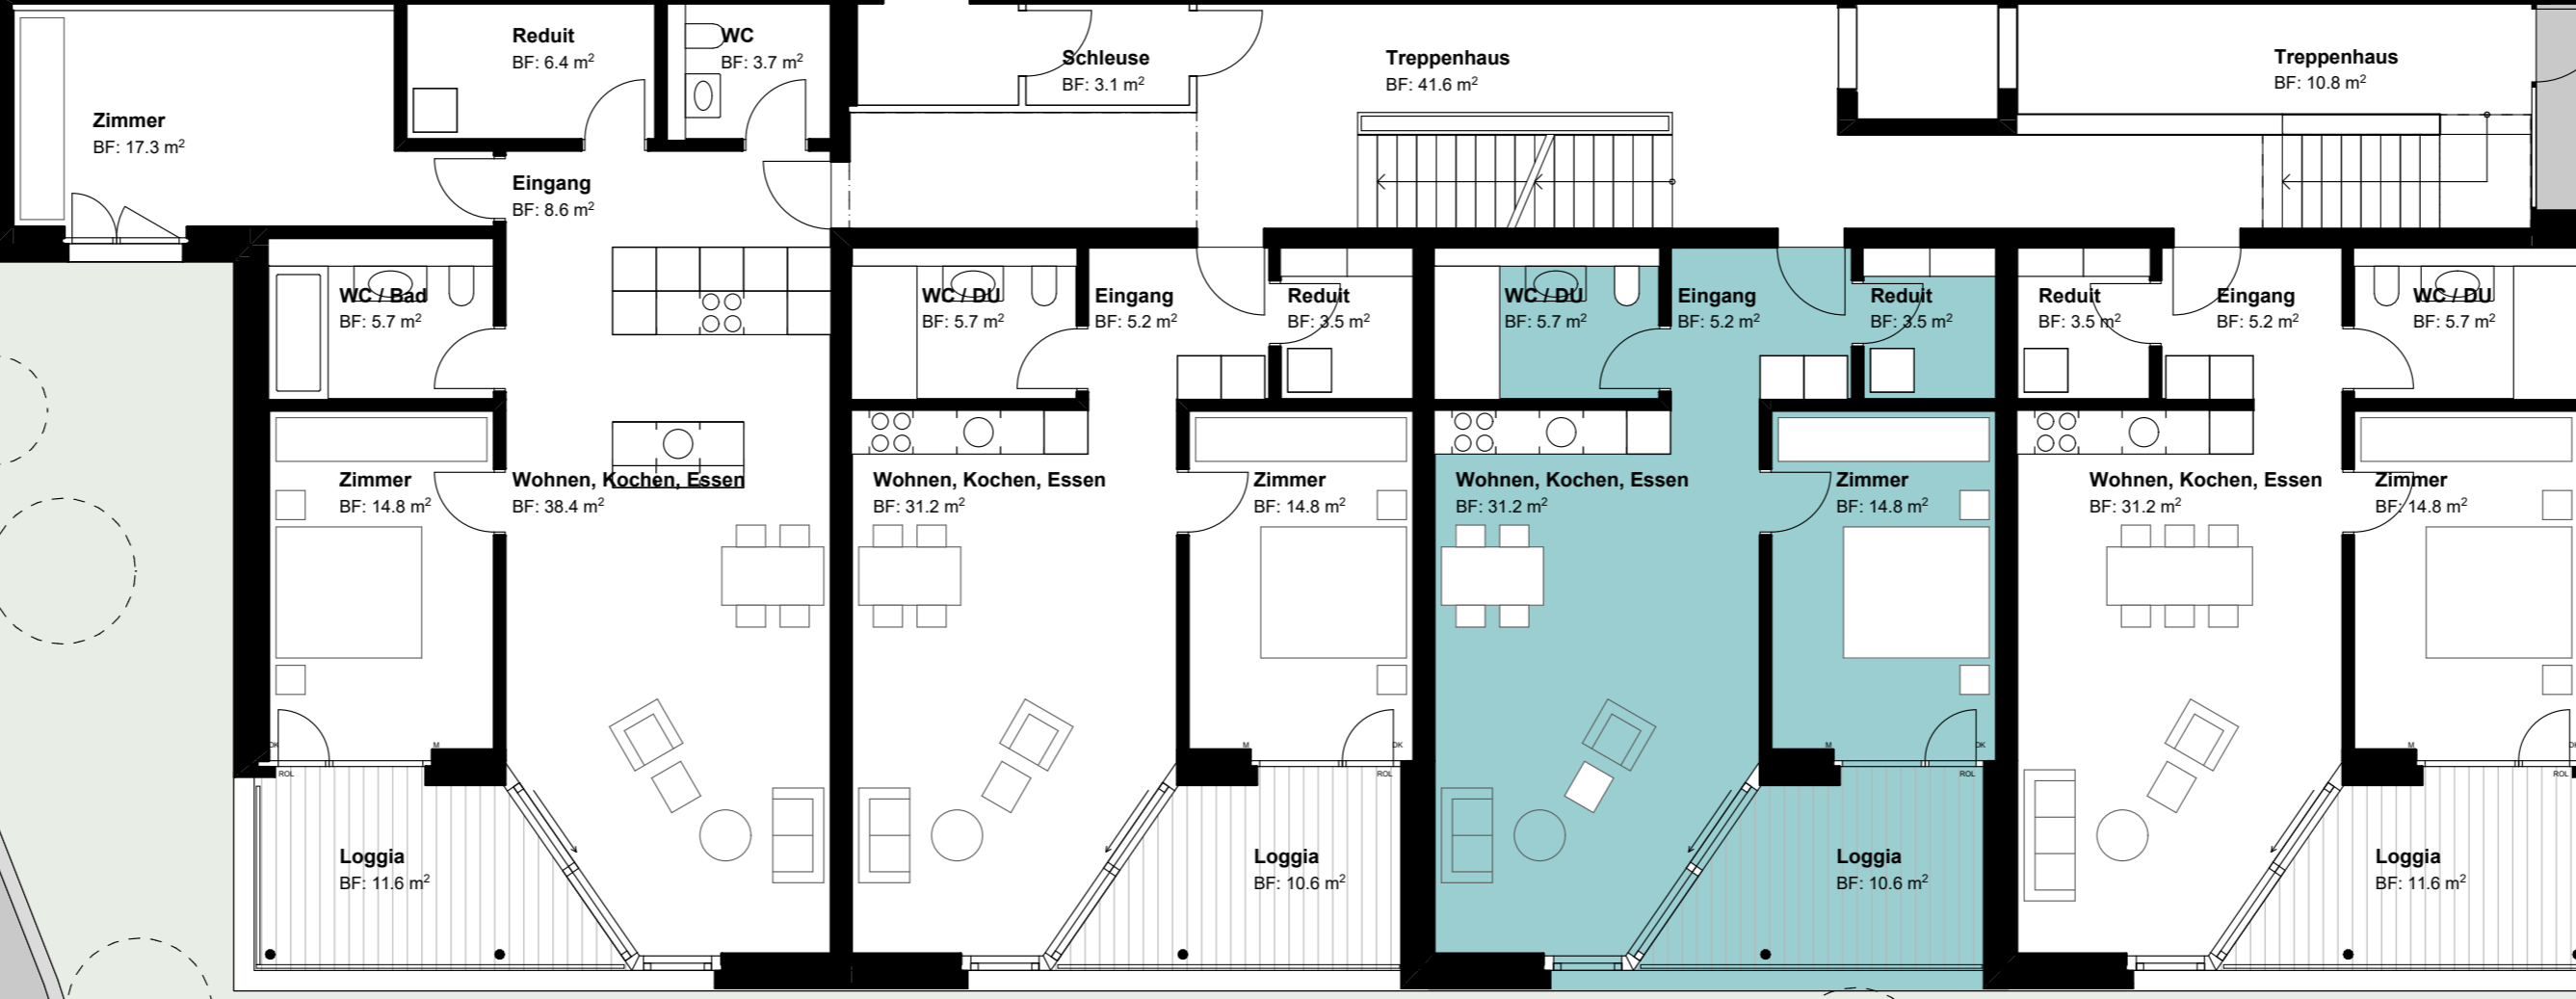 Reduit
BF: 6.4 m²
WC
BF: 3.7 m²
Schleuse
BF: 3.1 m²
Treppenhaus
BF: 41.6 m²
Treppenhaus
BF: 10.8 m²
Zimmer
BF: 17.3 m²
Eingang
BF: 8.6 m²
WC / Bad
BF: 5.7 m²
WC / DU
BF: 5.7 m²
Eingang
BF: 5.2 m²
Reduit
BF: 3.5 m²
WC / DU
BF: 5.7 m²
Eingang
BF: 5.2 m²
Reduit
BF: 3.5 m²
Reduit
BF: 3.5 m²
Eingang
BF: 5.2 m²
WC / DU
BF: 5.7 m²
Zimmer
BF: 14.8 m²
Wohnen, Kochen, Essen
BF: 38.4 m²
Wohnen, Kochen, Essen
BF: 31.2 m²
Zimmer
BF: 14.8 m²
Wohnen, Kochen, Essen
BF: 31.2 m²
Zimmer
BF: 14.8 m²
Wohnen, Kochen, Essen
BF: 31.2 m²
Zimmer
BF: 14.8 m²
DK
M
M
DK
M
DK
M
ROL
ROL
ROL
ROL
Loggia
BF: 11.6 m²
Loggia
BF: 10.6 m²
Loggia
BF: 10.6 m²
Loggia
BF: 11.6 m²